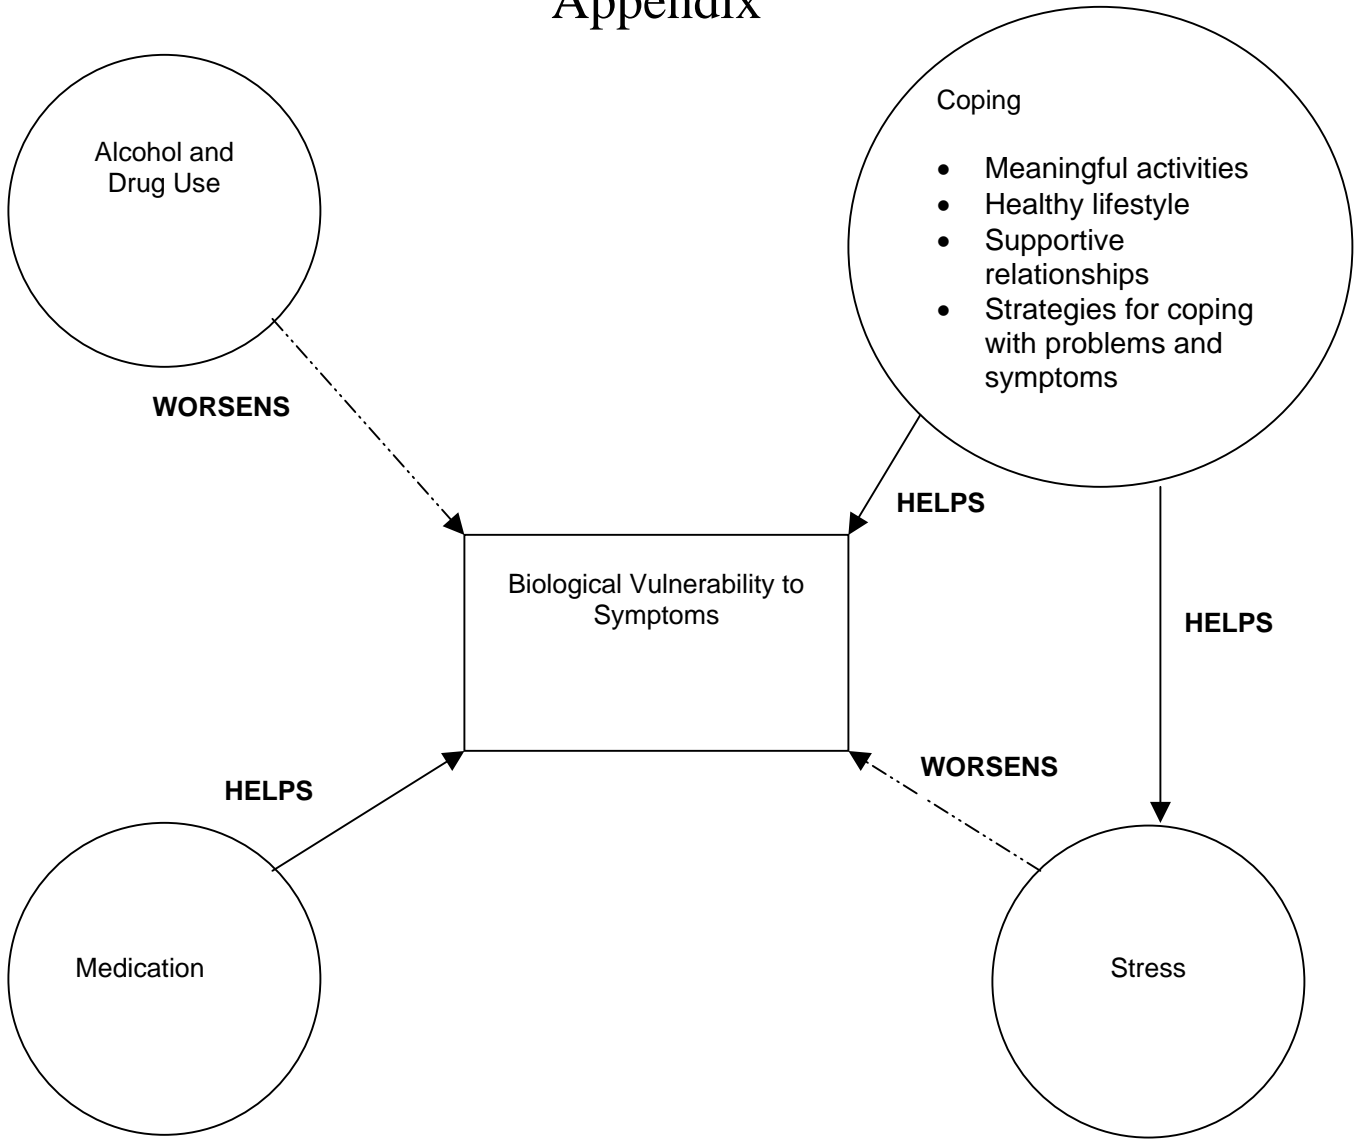 Appendix
Alcohol and
Drug Use
Coping
• Meaningful activities
• Healthy lifestyle
• Supportive
relationships
• Strategies for coping
with problems and
symptoms
WORSENS
HELPS
Biological Vulnerability to
Symptoms
HELPS
WORSENS
HELPS
Medication
Stress